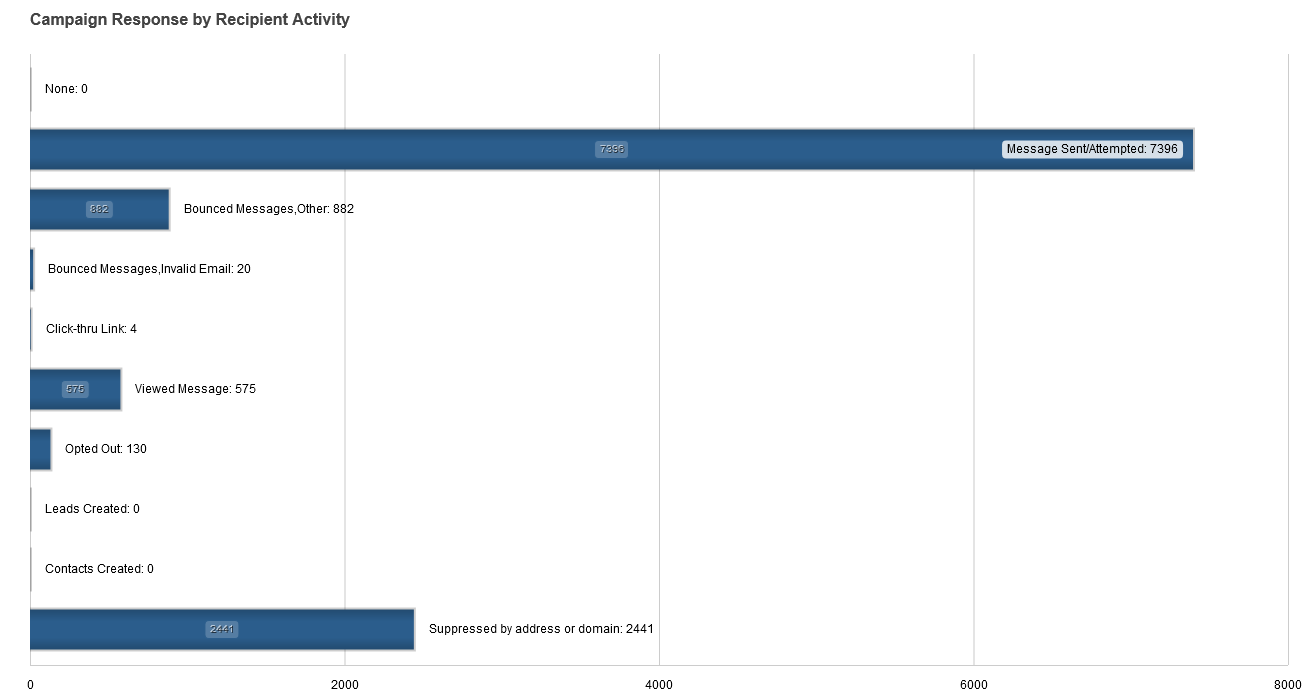 Campaign Response by Recipient Activity
None: 0
7396 Message Sent/Attempted: 7396
882 Bounced Messages,Other: 882
Bounced Messages,Invalid Email: 20
Click-thru Link: 4
575 Viewed Message: 575
Opted Out: 130
Leads Created: 0
Contacts Created: 0
2441 Suppressed by address or domain: 2441
0 2000 4000 6000 8000